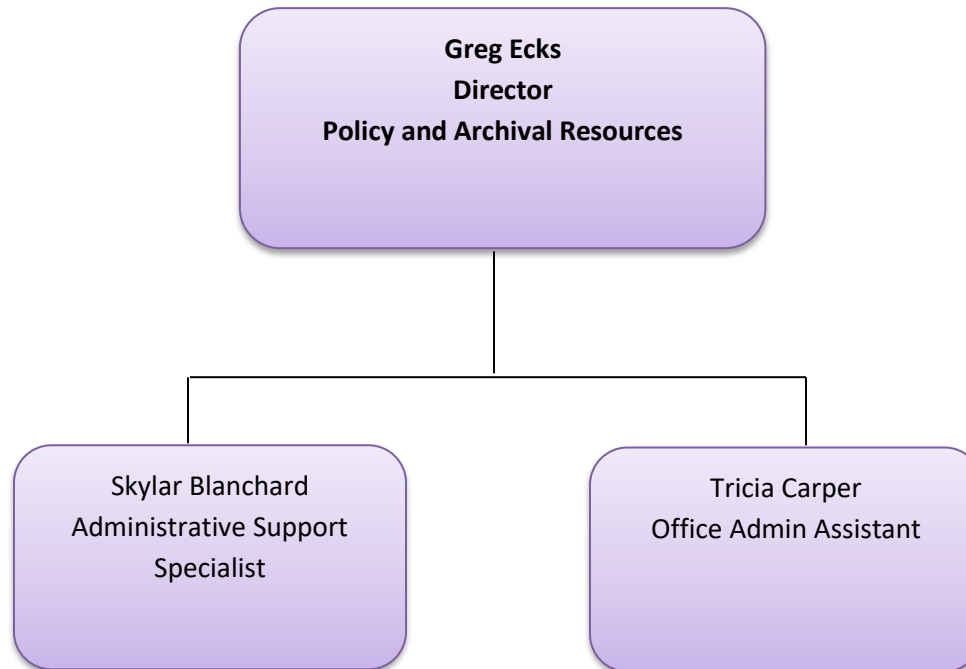 Greg Ecks
Director
Policy and Archival Resources
Skylar Blanchard
Administrative Support
Specialist
Tricia Carper
Office Admin Assistant